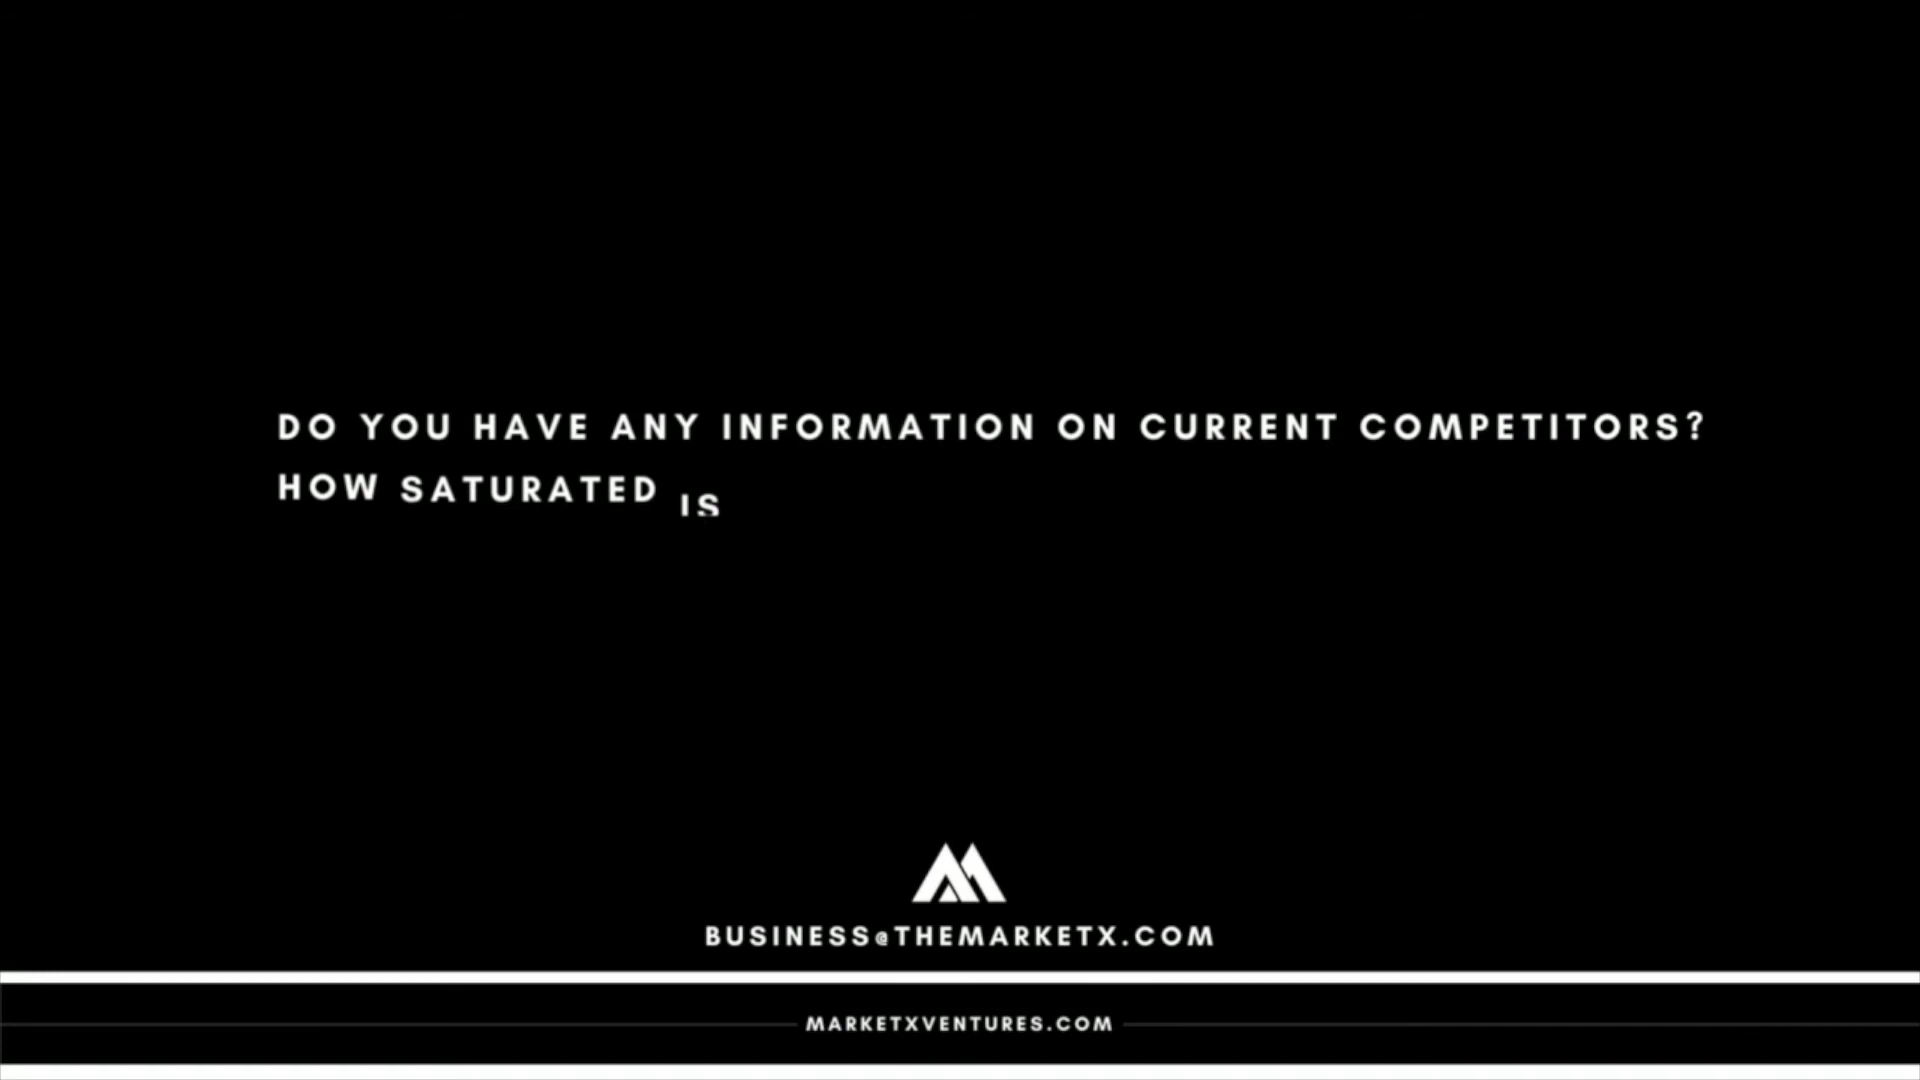 DO YOU HAVE ANY INFORMATION ON CURRENT COMPETITORS?
HOW SATURATED IS
BUSINESS@THEMARKETX.COM
MARKETXVENTURES.COM